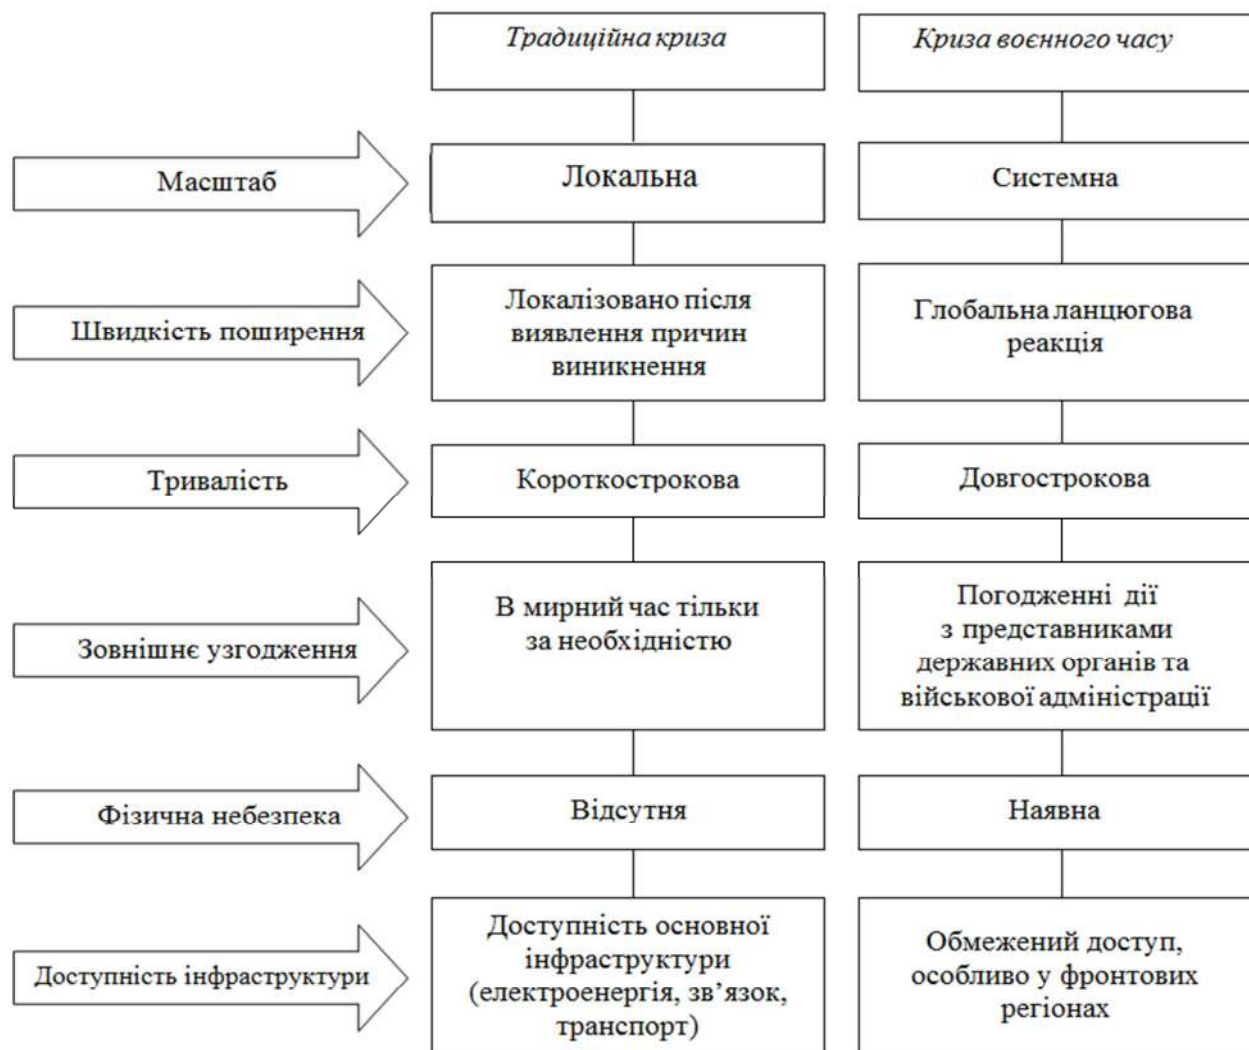 Традиційна криза
Криза воєнного часу
Масштаб
Локальна
Системна
Швидкість поширення
Локалізовано після
виявлення причин
виникнення
Глобальна ланцюгова
реакція
Тривалість
Короткострокова
Довгострокова
Зовнішнє узгодження
В мирний час тільки
за необхідністю
Погодженні дії
з представниками
державних органів та
військової адміністрації
Фізична небезпека
Відсутня
Наявна
Доступність інфраструктури
Доступність основної
інфраструктури
(електроенергія, зв’язок,
транспорт)
Обмежений доступ,
особливо у фронтових
регіонах